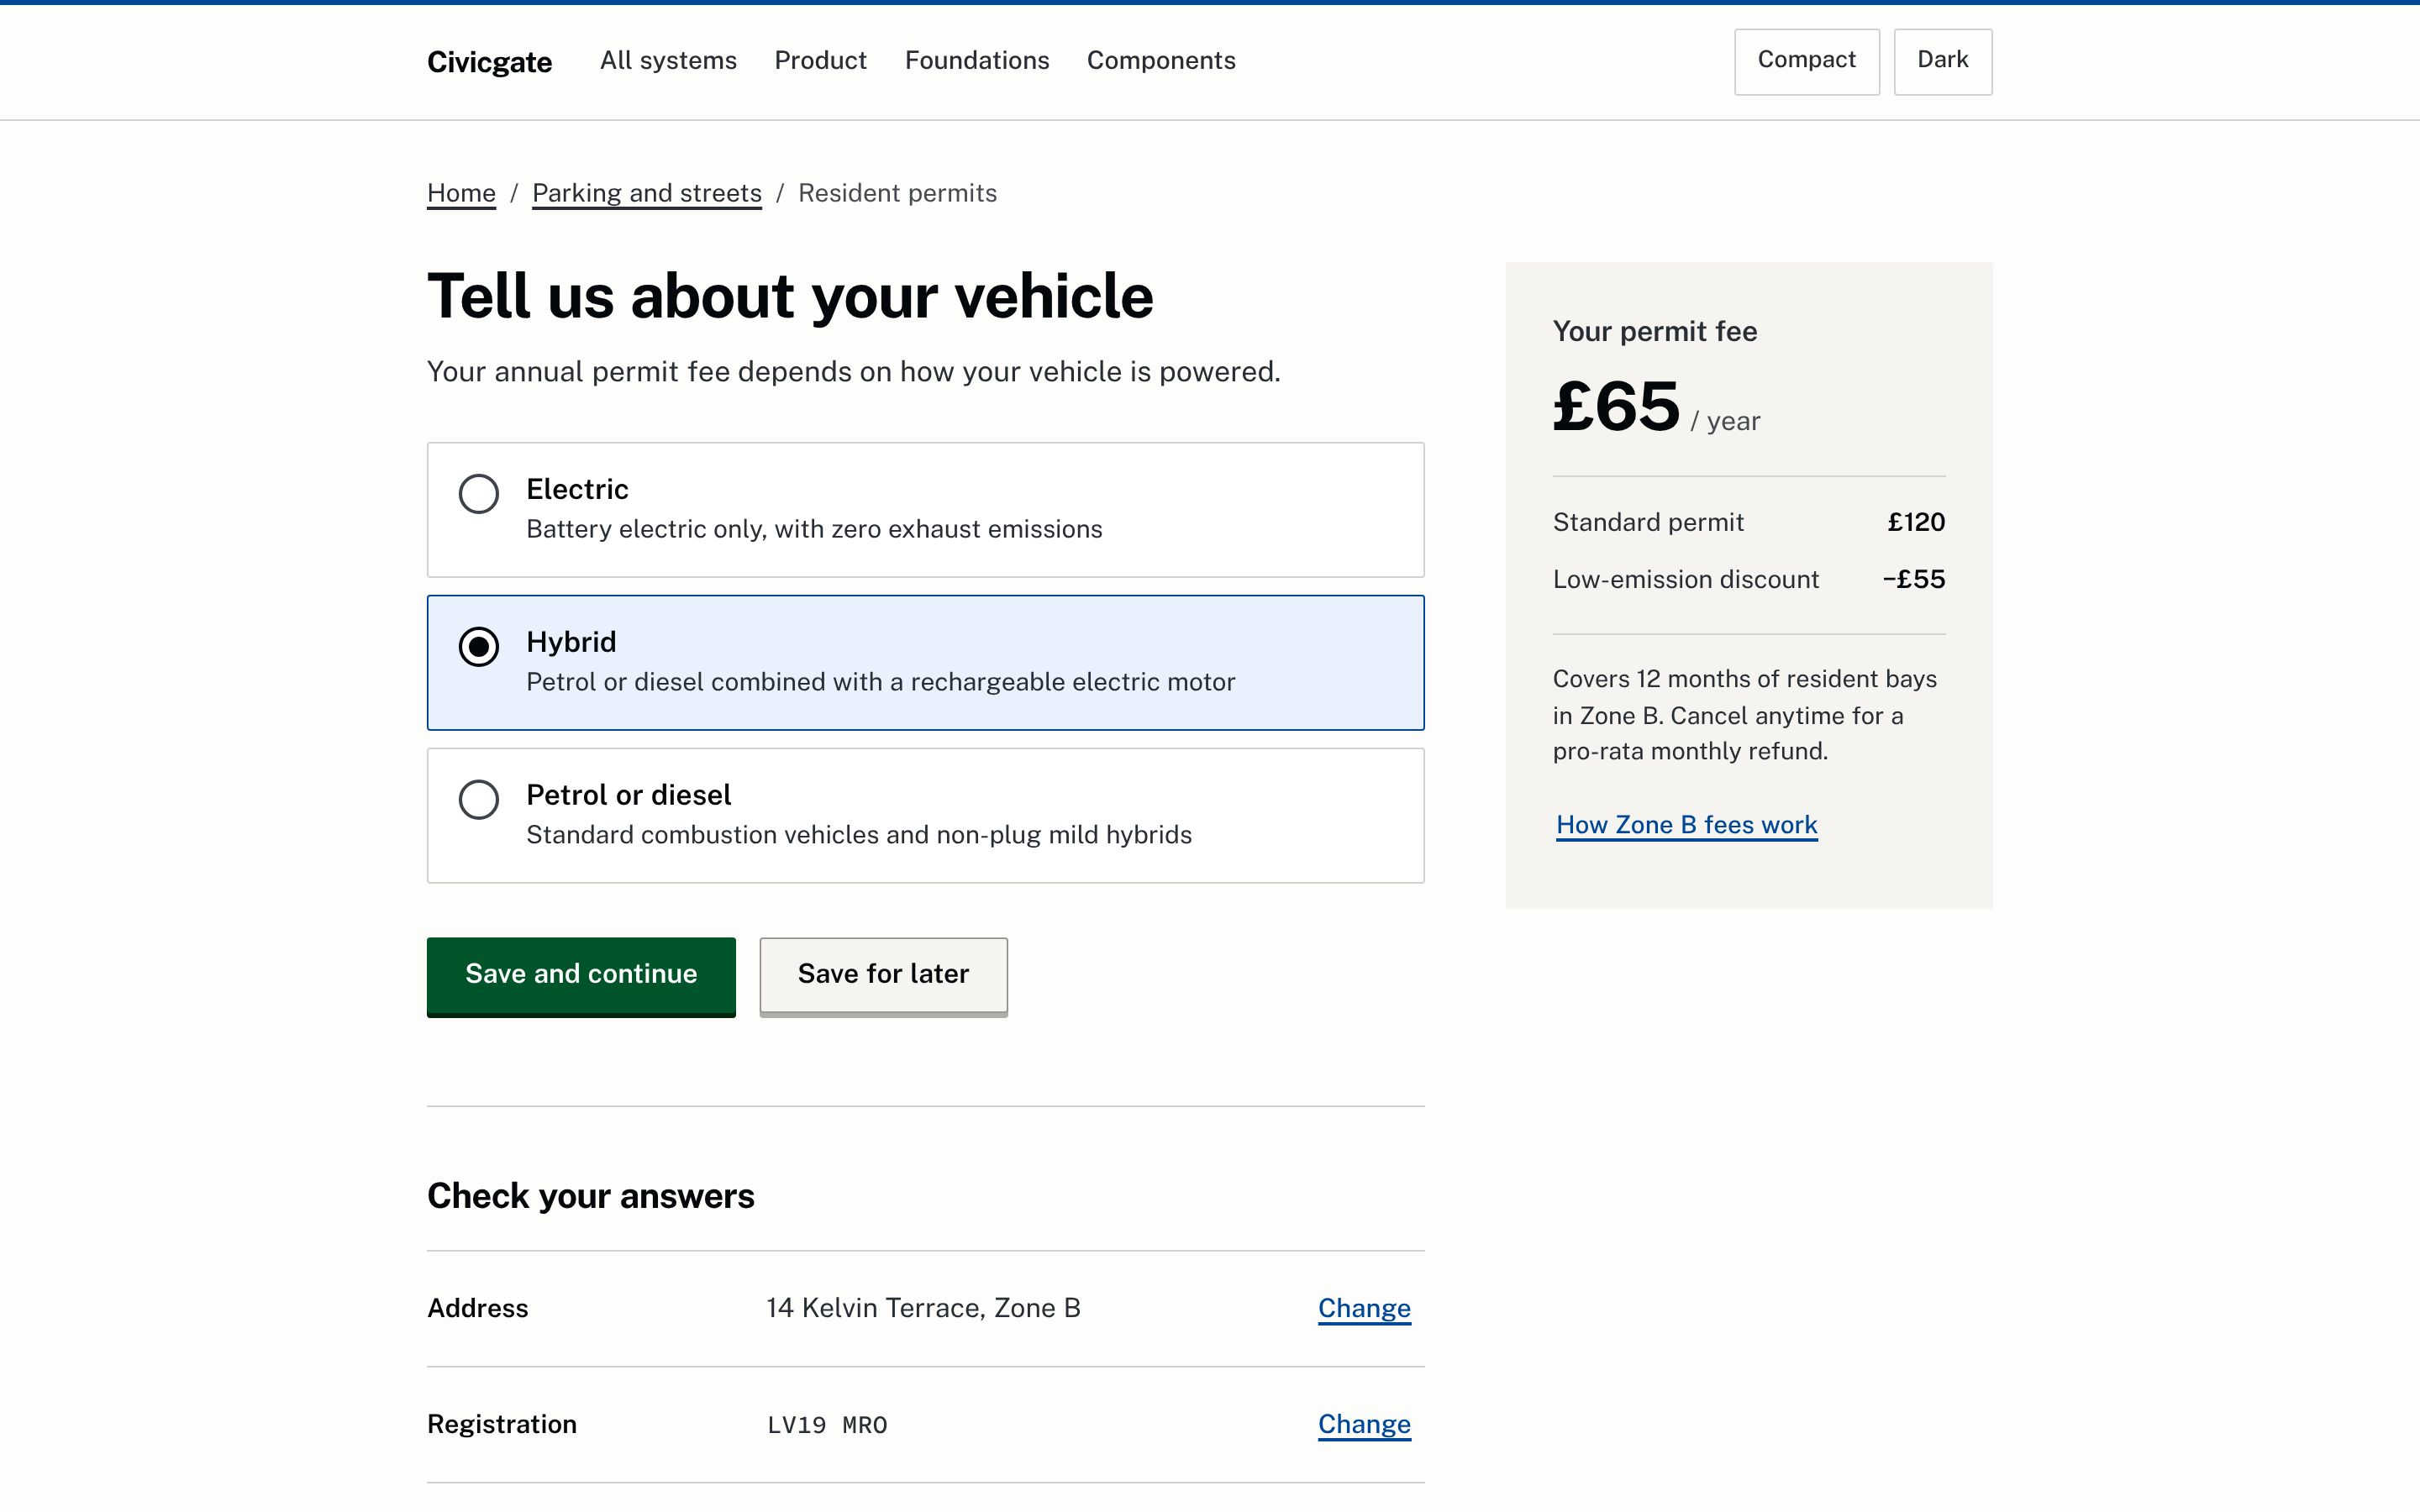 Civicgate
All systems
Product
Foundations
Components
Compact
Dark
Home / Parking and streets / Resident permits
Tell us about your vehicle
Your annual permit fee depends on how your vehicle is powered.
Electric
Battery electric only, with zero exhaust emissions
Hybrid
Petrol or diesel combined with a rechargeable electric motor
Petrol or diesel
Standard combustion vehicles and non-plug mild hybrids
Save and continue
Save for later
Your permit fee
£65 / year
Standard permit £120
Low-emission discount −£55
Covers 12 months of resident bays
in Zone B. Cancel anytime for a
pro-rata monthly refund.
How Zone B fees work
Check your answers
Address 14 Kelvin Terrace, Zone B Change
Registration LV19 MRO Change